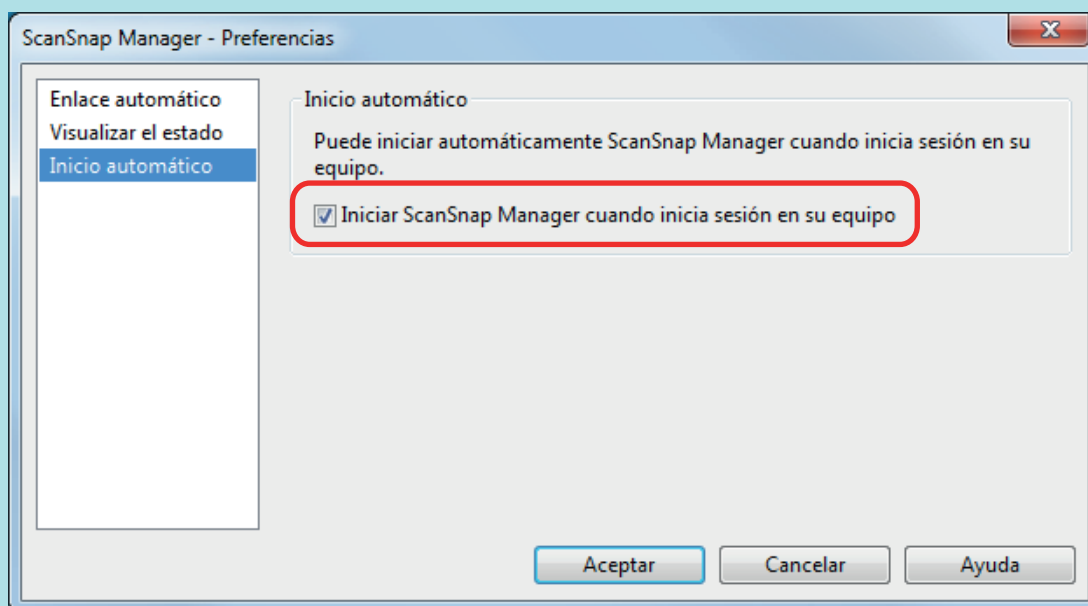 ScanSnap Manager - Preferencias
Enlace automático
Visualizar el estado
Inicio automático
Inicio automático
Puede iniciar automáticamente ScanSnap Manager cuando inicia sesión en su
equipo.
Iniciar ScanSnap Manager cuando inicia sesión en su equipo
Aceptar
Cancelar
Ayuda